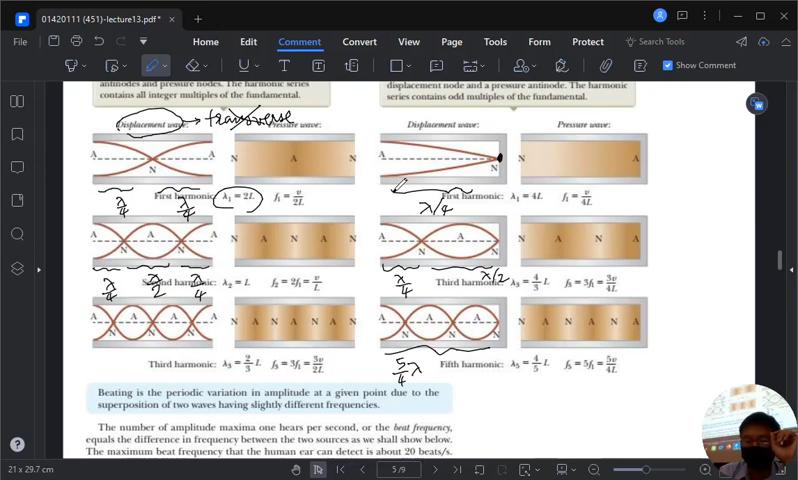 01420111 (451)-lecture13.pdf *
File
Home
Comment
Convert
View
Organize
Edit
Form
Protect
Search Tools
Show Comment
antinodes and pressure nodes. The harmonic series
contains all integer multiples of the fundamental.
displacement node and a pressure antinode. The harmonic
series contains odd multiples of the fundamental.
Displacement wave: → transverse
Pressure wave:
Displacement wave:
Pressure wave:
A A N
N A N
A N
N A
λ/4 λ/4
First harmonic: λ₁ = 2L f₁ = v/2L
λ/4
First harmonic: λ₁ = 4L f₁ = v/4L
A A A N N
N A N A N
A A N N
N A N A
λ/4 λ/2 λ/4
Second harmonic: λ₂ = L f₂ = 2f₁ = v/L
λ/4 λ/2
Third harmonic: λ₃ = 4/3 L f₃ = 3f₁ = 3v/4L
A A A A N N N
N A N A N A N
A A A N N N
N A N A N A
Third harmonic: λ₃ = 2/3 L f₃ = 3f₁ = 3v/2L
5/4 λ
Fifth harmonic: λ₅ = 4/5 L f₅ = 5f₁ = 5v/4L
Beating is the periodic variation in amplitude at a given point due to the
superposition of two waves having slightly different frequencies.
The number of amplitude maxima one hears per second, or the beat frequency,
equals the difference in frequency between the two sources as we shall show below.
The maximum beat frequency that the human ear can detect is about 20 beats/s.
21 x 29.7 cm
5 /9